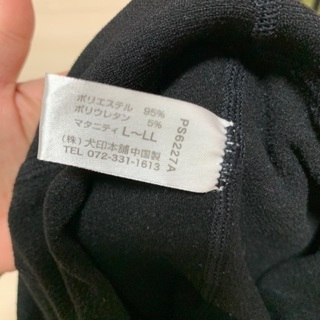 ポリエステル 95%
ポリウレタン 5%
マタニティ L～LL
(株) 犬印本舗中国製
TEL 072-331-1613
PS6227A